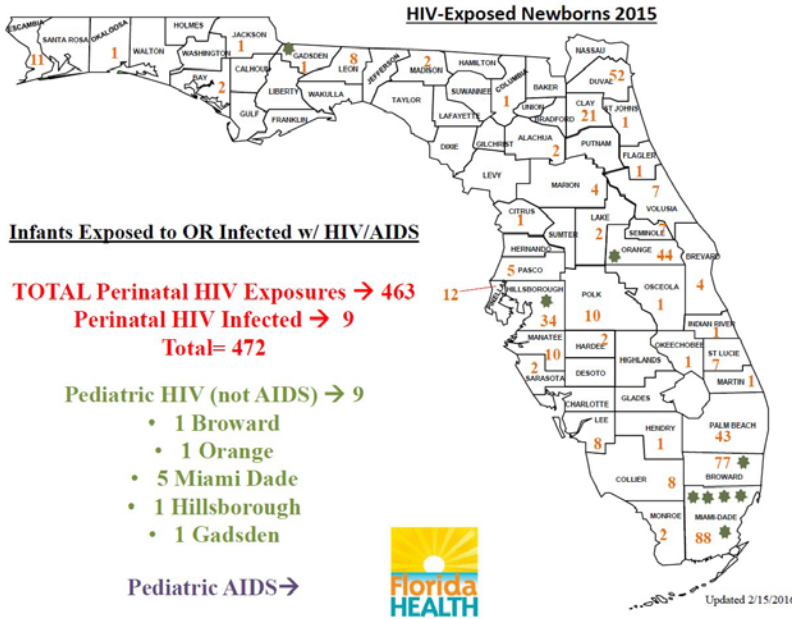 HIV-Exposed Newborns 2015
ESCAMBIA
SANTA ROSA
OKALOOSA
WALTON
HOLMES
WASHINGTON
JACKSON
BAY
CALHOUN
GULF
GADSDEN
LIBERTY
FRANKLIN
LEON
WAKULLA
JEFFERSON
MADISON
TAYLOR
HAMILTON
SUWANNEE
LAFAYETTE
DIXIE
COLUMBIA
GILCHRIST
LEVY
BAKER
UNION
BRADFORD
ALACHUA
NASSAU
DUVAL
CLAY
ST JOHNS
PUTNAM
FLAGLER
MARION
VOLUSIA
CITRUS
SUMTER
LAKE
HERNANDO
PASCO
SEMINOLE
ORANGE
BREVARD
HILLSBOROUGH
POLK
OSCEOLA
INDIAN RIVER
MANATEE
HARDEE
HIGHLANDS
OKEECHOBEE
ST LUCIE
SARASOTA
DESOTO
MARTIN
CHARLOTTE
GLADES
LEE
HENDRY
PALM BEACH
COLLIER
BROWARD
MONROE
MIAMI-DADE
11
1
1
2
1
8
2
1
52
21
1
2
1
4
7
1
2
7
44
5
12
34
10
1
4
1
10
2
2
1
7
1
8
1
43
8
77
2
88
Infants Exposed to OR Infected w/ HIV/AIDS
TOTAL Perinatal HIV Exposures → 463
Perinatal HIV Infected → 9
Total= 472
Pediatric HIV (not AIDS) → 9
• 1 Broward
• 1 Orange
• 5 Miami Dade
• 1 Hillsborough
• 1 Gadsden
Pediatric AIDS→
Florida
HEALTH
Updated 2/15/2016